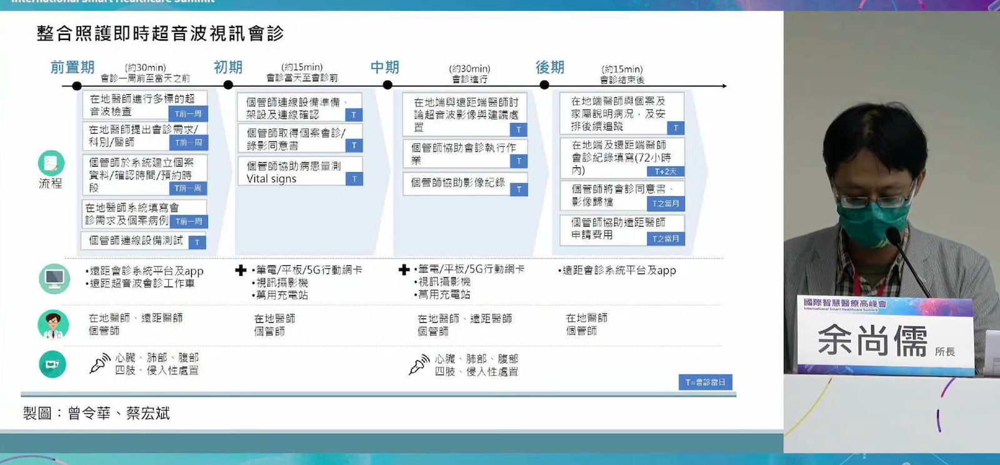 International Smart Healthcare Summit
整合照護即時超音波視訊會診
前置期
(約30min)
會診一周前至當天之前
初期
(約15min)
會診當天至會診前
中期
(約30min)
會診進行
後期
(約15min)
會診結束後
流程
在地醫師進行多標的超
音波檢查
T前一周
在地醫師提出會診需求/
科別/醫師
T前一周
個管師於系統建立個案
資料/確認時間/預約時
段
T前一周
在地醫師系統填寫會
診需求及個案病例
T前一周
個管師連線設備測試
T
個管師連線設備準備、
架設及連線確認
T
個管師取得個案會診/
錄影同意書
T
個管師協助病患量測
Vital signs
T
在地端與遠距端醫師討
論超音波影像與建議處
置
T
個管師協助會診執行作
業
T
個管師協助影像紀錄
T
在地端醫師與個案及
家屬說明病況，及安
排後續追蹤
T
在地端及遠距端醫師
會診紀錄填寫(72小時
內)
T+2天
個管師將會診同意書、
影像歸檔
T之當月
個管師協助遠距醫師
申請費用
T之當月
•遠距會診系統平台及app
•遠距超音波會診工作車
•筆電/平板/5G行動網卡
•視訊攝影機
•萬用充電站
•筆電/平板/5G行動網卡
•視訊攝影機
•萬用充電站
•遠距會診系統平台及app
在地醫師、遠距醫師
個管師
在地醫師
個管師
在地醫師、遠距醫師
個管師
在地醫師
個管師
心臟、肺部、腹部
四肢、侵入性處置
心臟、肺部、腹部
四肢、侵入性處置
T=會診當日
製圖：曾令華、蔡宏斌
國際智慧醫療高峰會
International Smart Healthcare Summit
余尚儒 所長